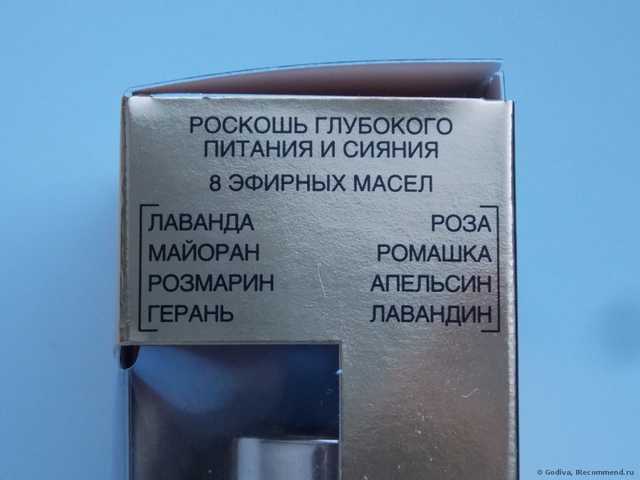 РОСКОШЬ ГЛУБОКОГО
ПИТАНИЯ И СИЯНИЯ
8 ЭФИРНЫХ МАСЕЛ
ЛАВАНДА РОЗА
МАЙОРАН РОМАШКА
РОЗМАРИН АПЕЛЬСИН
ГЕРАНЬ ЛАВАНДИН
© Godiva, IRecommend.ru